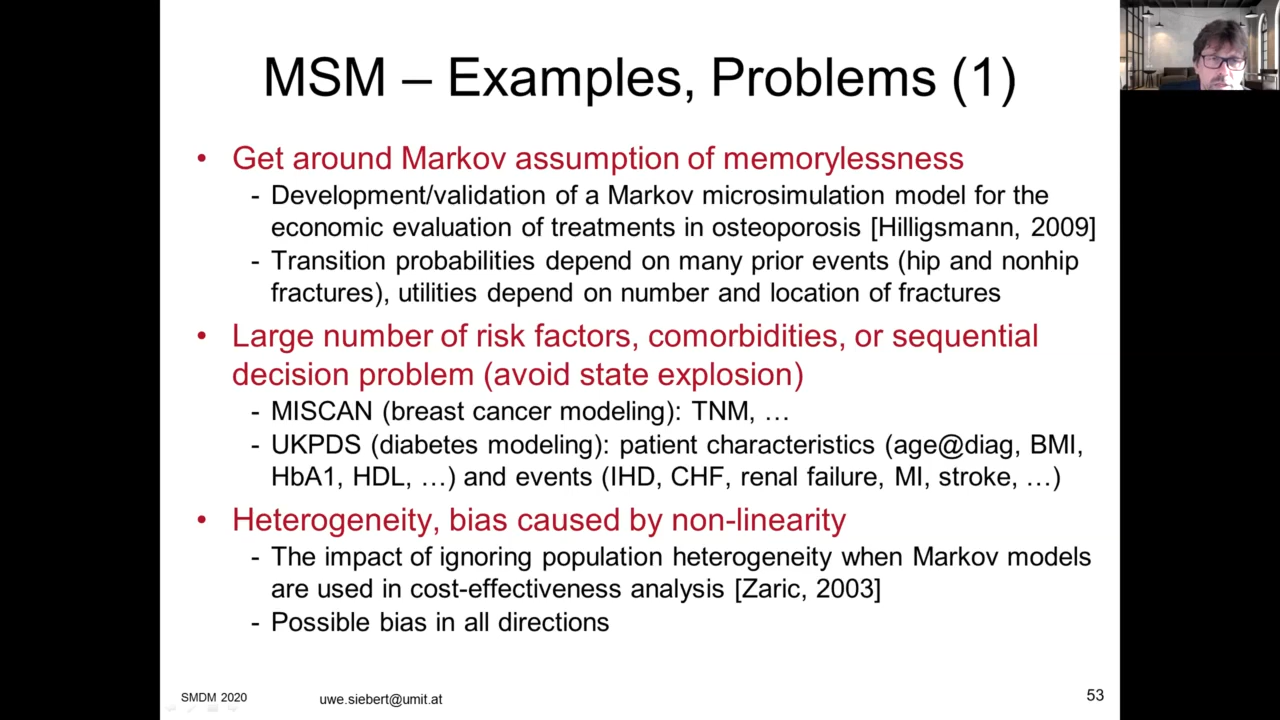 MSM – Examples, Problems (1)
• Get around Markov assumption of memorylessness
- Development/validation of a Markov microsimulation model for the
economic evaluation of treatments in osteoporosis [Hilligsmann, 2009]
- Transition probabilities depend on many prior events (hip and nonhip
fractures), utilities depend on number and location of fractures
• Large number of risk factors, comorbidities, or sequential
decision problem (avoid state explosion)
- MISCAN (breast cancer modeling): TNM, …
- UKPDS (diabetes modeling): patient characteristics (age@diag, BMI,
HbA1, HDL, …) and events (IHD, CHF, renal failure, MI, stroke, …)
• Heterogeneity, bias caused by non-linearity
- The impact of ignoring population heterogeneity when Markov models
are used in cost-effectiveness analysis [Zaric, 2003]
- Possible bias in all directions
SMDM 2020
uwe.siebert@umit.at
53